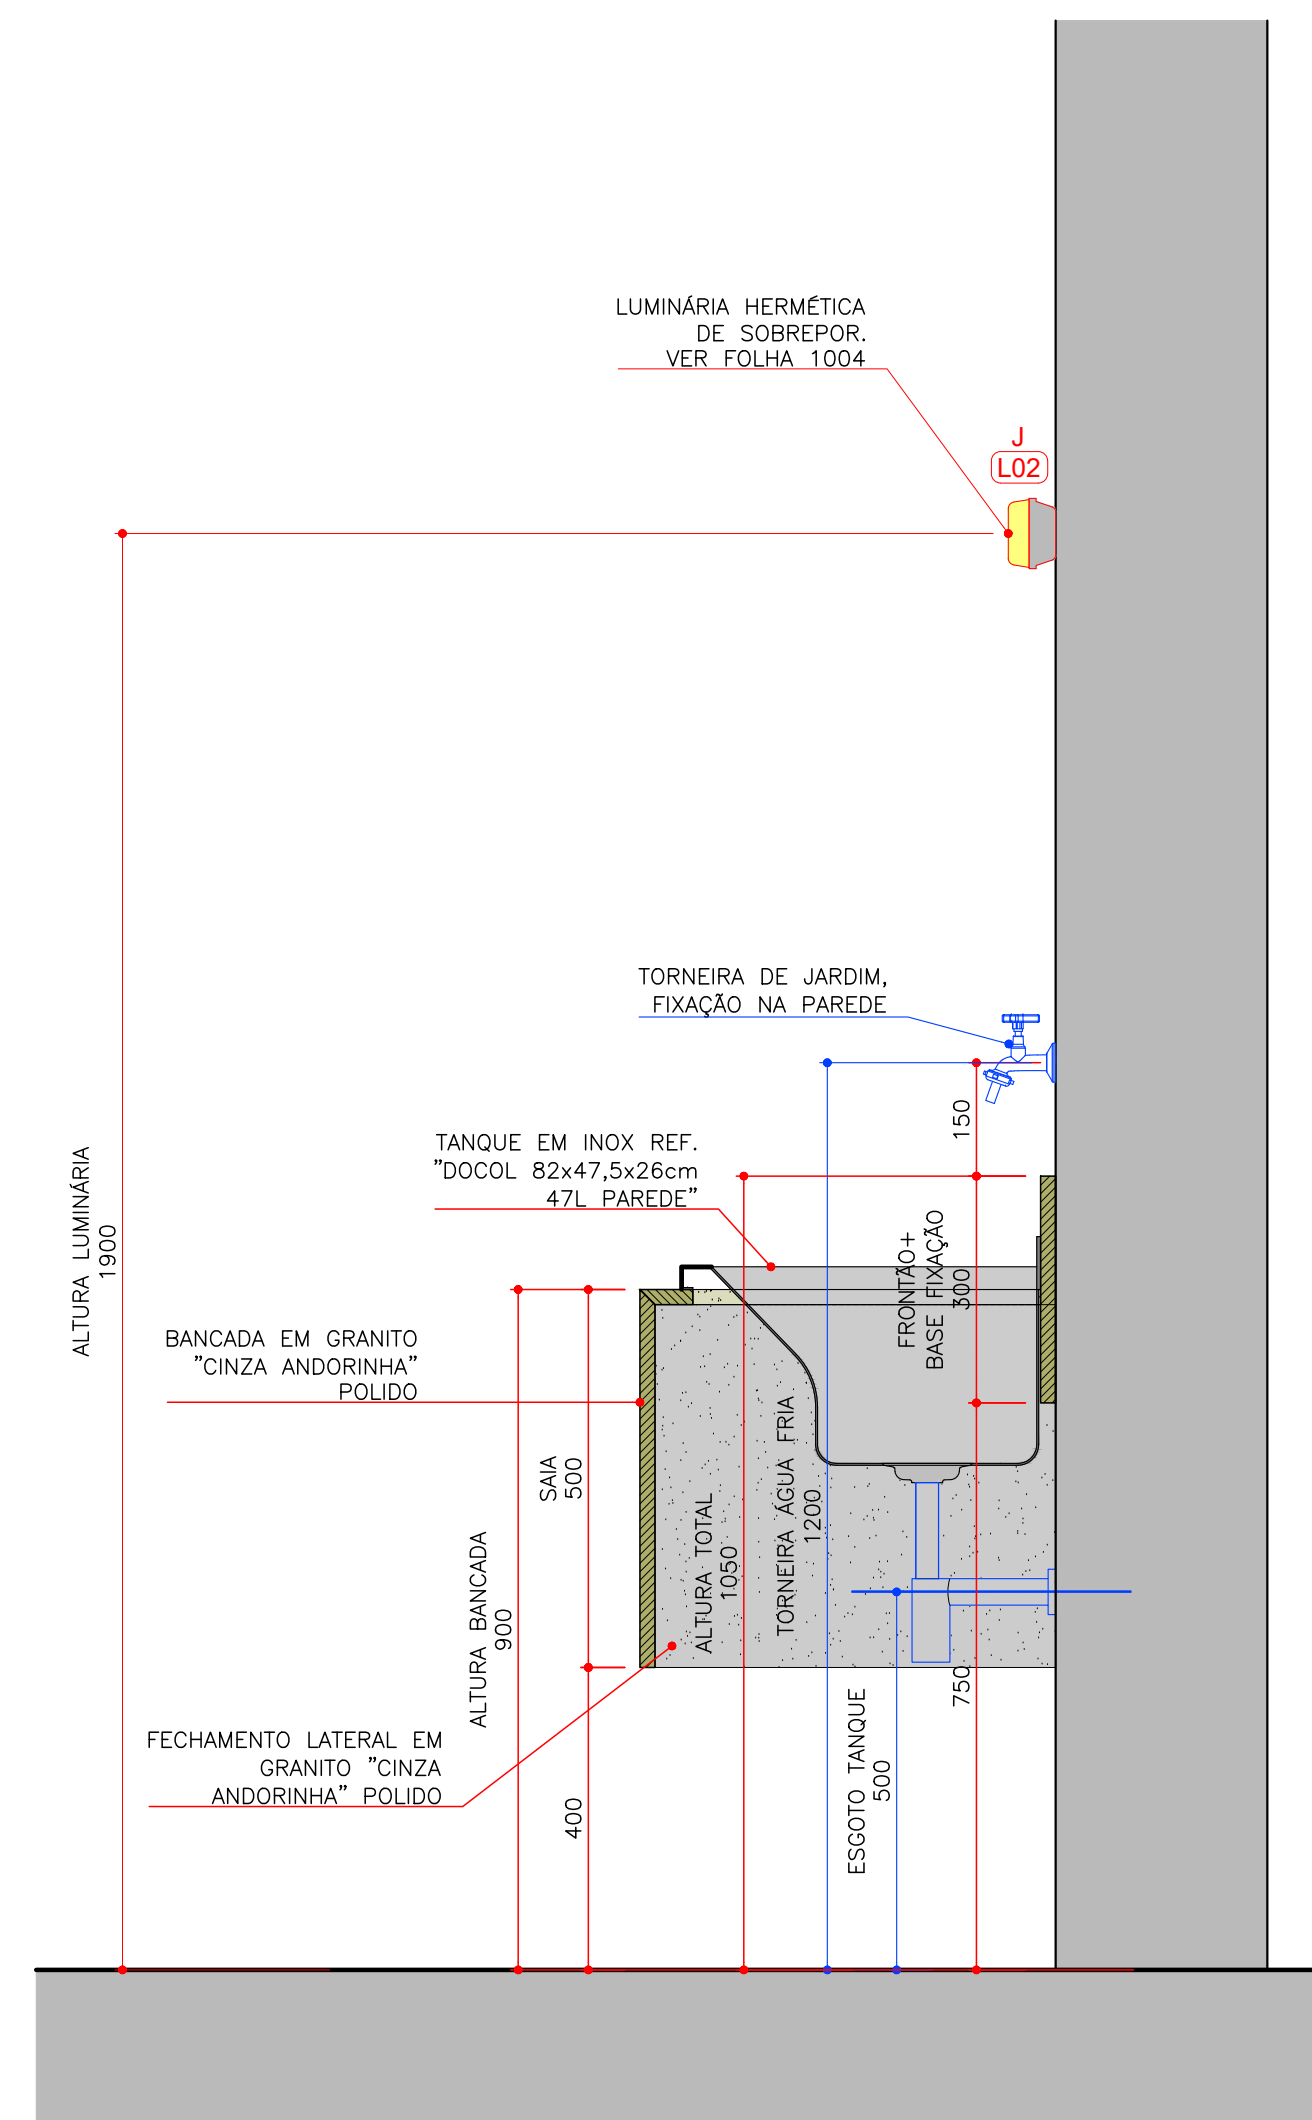 LUMINÁRIA HERMÉTICA
DE SOBREPOR.
VER FOLHA 1004
J
L02
TORNEIRA DE JARDIM,
FIXAÇÃO NA PAREDE
150
TANQUE EM INOX REF.
"DOCOL 82x47,5x26cm
47L PAREDE"
ALTURA LUMINÁRIA
1900
FRONTÃO+
BASE FIXAÇÃO
300
BANCADA EM GRANITO
"CINZA ANDORINHA"
POLIDO
SAIA
500
ALTURA BANCADA
900
ALTURA TOTAL
1050
TORNEIRA ÁGUA FRIA
1200
750
ESGOTO TANQUE
500
FECHAMENTO LATERAL EM
GRANITO "CINZA
ANDORINHA" POLIDO
400